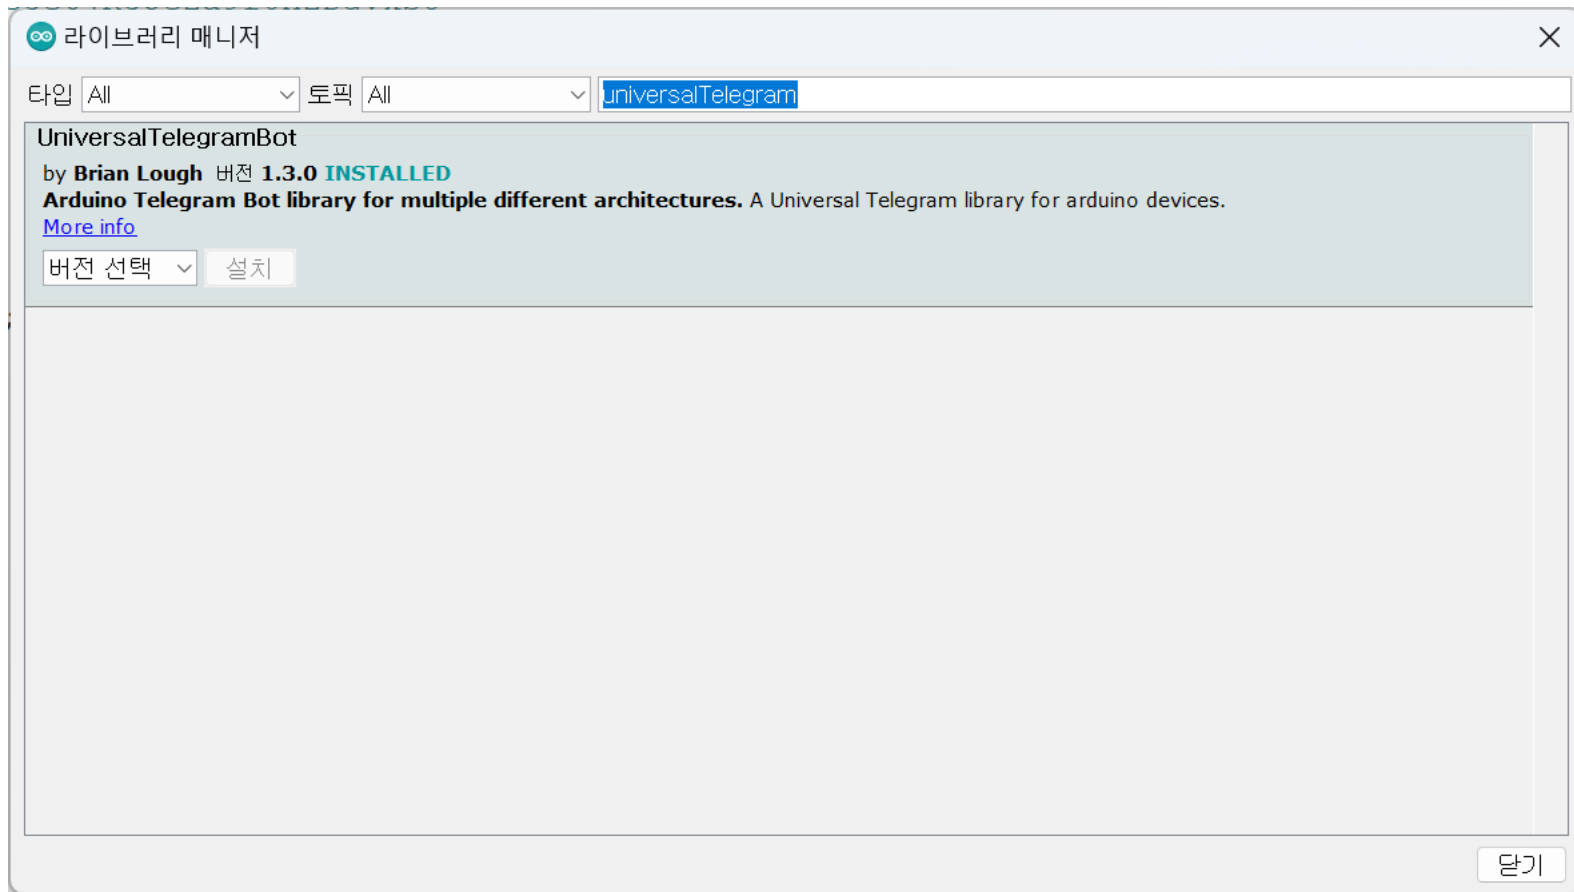 라이브러리 매니저
타입 All 토픽 All universalTelegram
UniversalTelegramBot
by Brian Lough 버전 1.3.0 INSTALLED
Arduino Telegram Bot library for multiple different architectures. A Universal Telegram library for arduino devices.
More info
버전 선택 설치
닫기